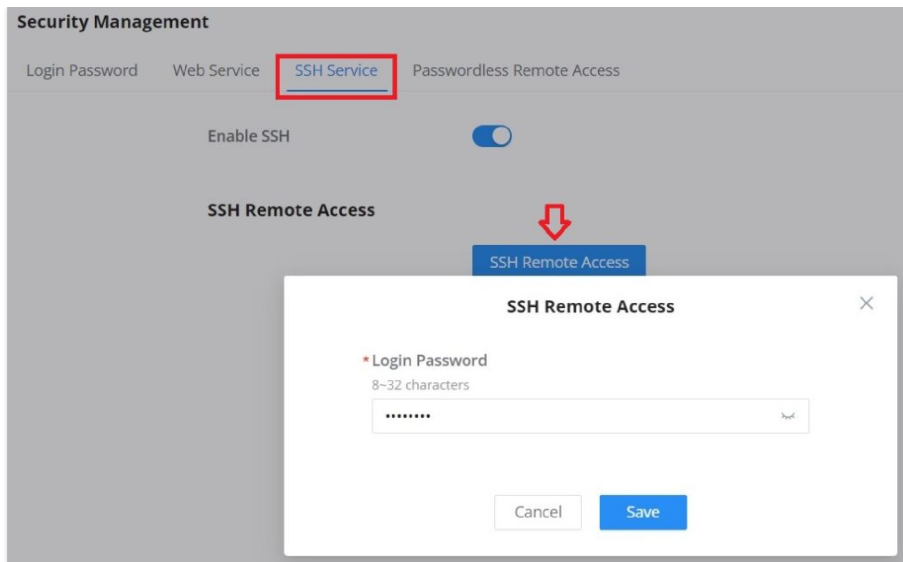 Security Management
Login Password Web Service SSH Service Passwordless Remote Access
Enable SSH
SSH Remote Access
SSH Remote Access
SSH Remote Access
* Login Password
8~32 characters
••••••••
Cancel Save